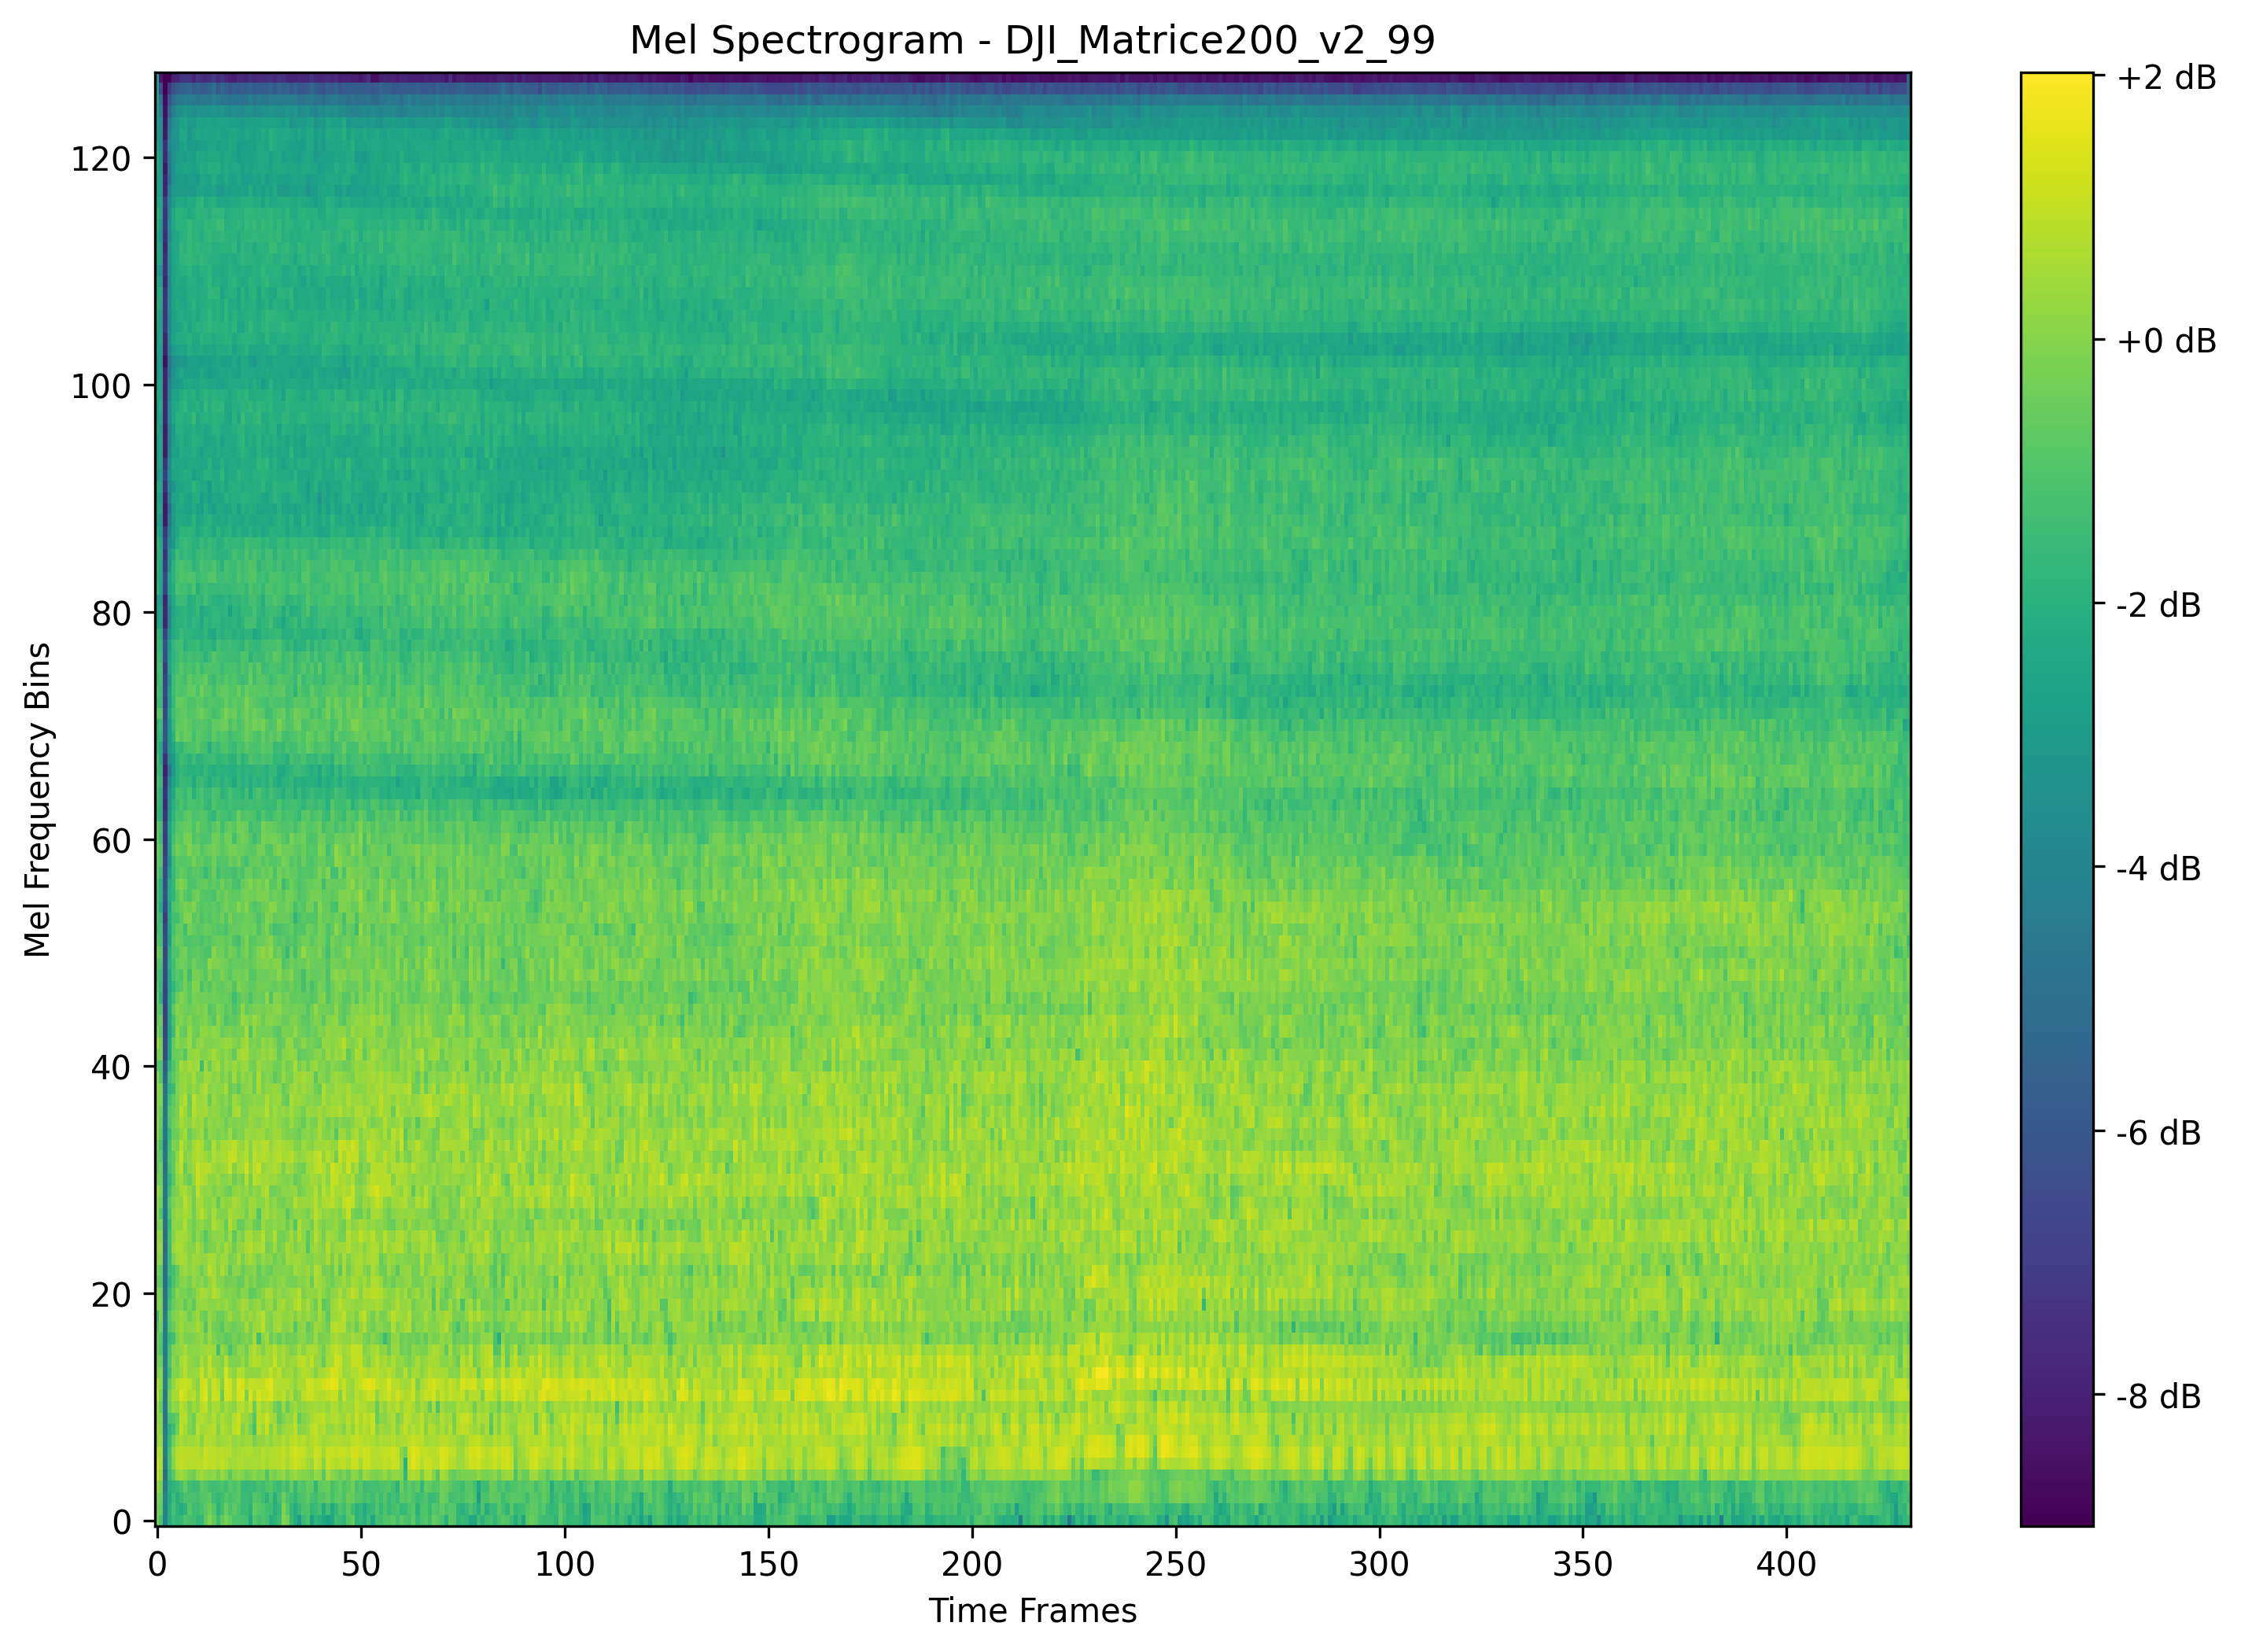 Mel Spectrogram - DJI_Matrice200_v2_99
Mel Frequency Bins
120
100
80
60
40
20
0
0 50 100 150 200 250 300 350 400
Time Frames
+2 dB
+0 dB
-2 dB
-4 dB
-6 dB
-8 dB